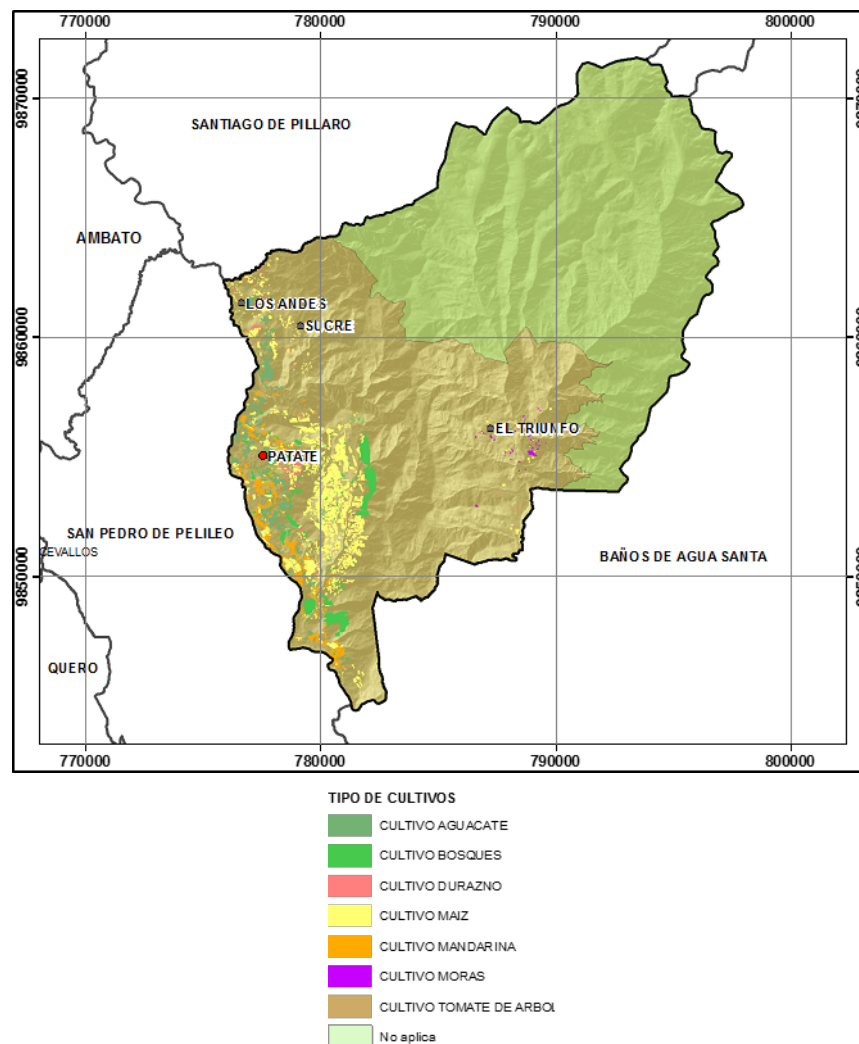 770000 780000 790000 800000
9870000
SANTIAGO DE PILLARO
AMBATO
LOS ANDES
SUCRE
9860000
EL TRIUNFO
PATATE
SAN PEDRO DE PELILEO
CEVALLOS
BAÑOS DE AGUA SANTA
9850000
QUERO
770000 780000 790000 800000
TIPO DE CULTIVOS
CULTIVO AGUACATE
CULTIVO BOSQUES
CULTIVO DURAZNO
CULTIVO MAIZ
CULTIVO MANDARINA
CULTIVO MORAS
CULTIVO TOMATE DE ARBOL
No aplica